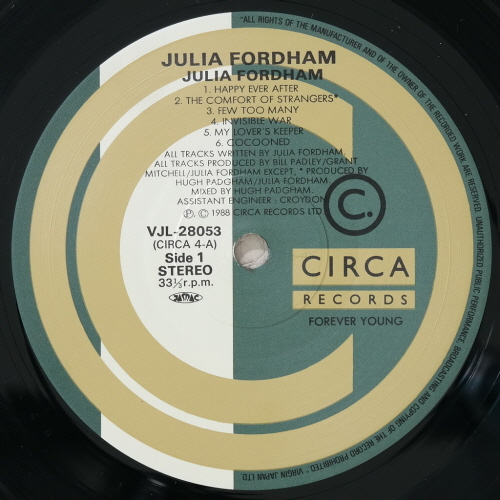 "ALL RIGHTS OF THE MANUFACTURER AND OF THE OWNER OF THE RECORDED WORK ARE RESERVED. UNAUTHORIZED PUBLIC PERFORMANCE, BROADCASTING AND COPYING OF THE RECORD PROHIBITED." VIRGIN JAPAN LTD.
JULIA FORDHAM
JULIA FORDHAM
1. HAPPY EVER AFTER
2. THE COMFORT OF STRANGERS*
3. FEW TOO MANY
4. INVISIBLE WAR
5. MY LOVER'S KEEPER
6. COCOONED
ALL TRACKS WRITTEN BY JULIA FORDHAM.
ALL TRACKS PRODUCED BY BILL PADLEY/GRANT
MITCHELL/JULIA FORDHAM EXCEPT, * PRODUCED BY
HUGH PADGHAM/JULIA FORDHAM.
MIXED BY HUGH PADGHAM.
ASSISTANT ENGINEER : CROYDON
℗. © 1988 CIRCA RECORDS LTD
VJL-28053
(CIRCA 4-A)
Side 1
STEREO
33⅓ r.p.m.
JASRAC
C.
CIRCA
RECORDS
FOREVER YOUNG